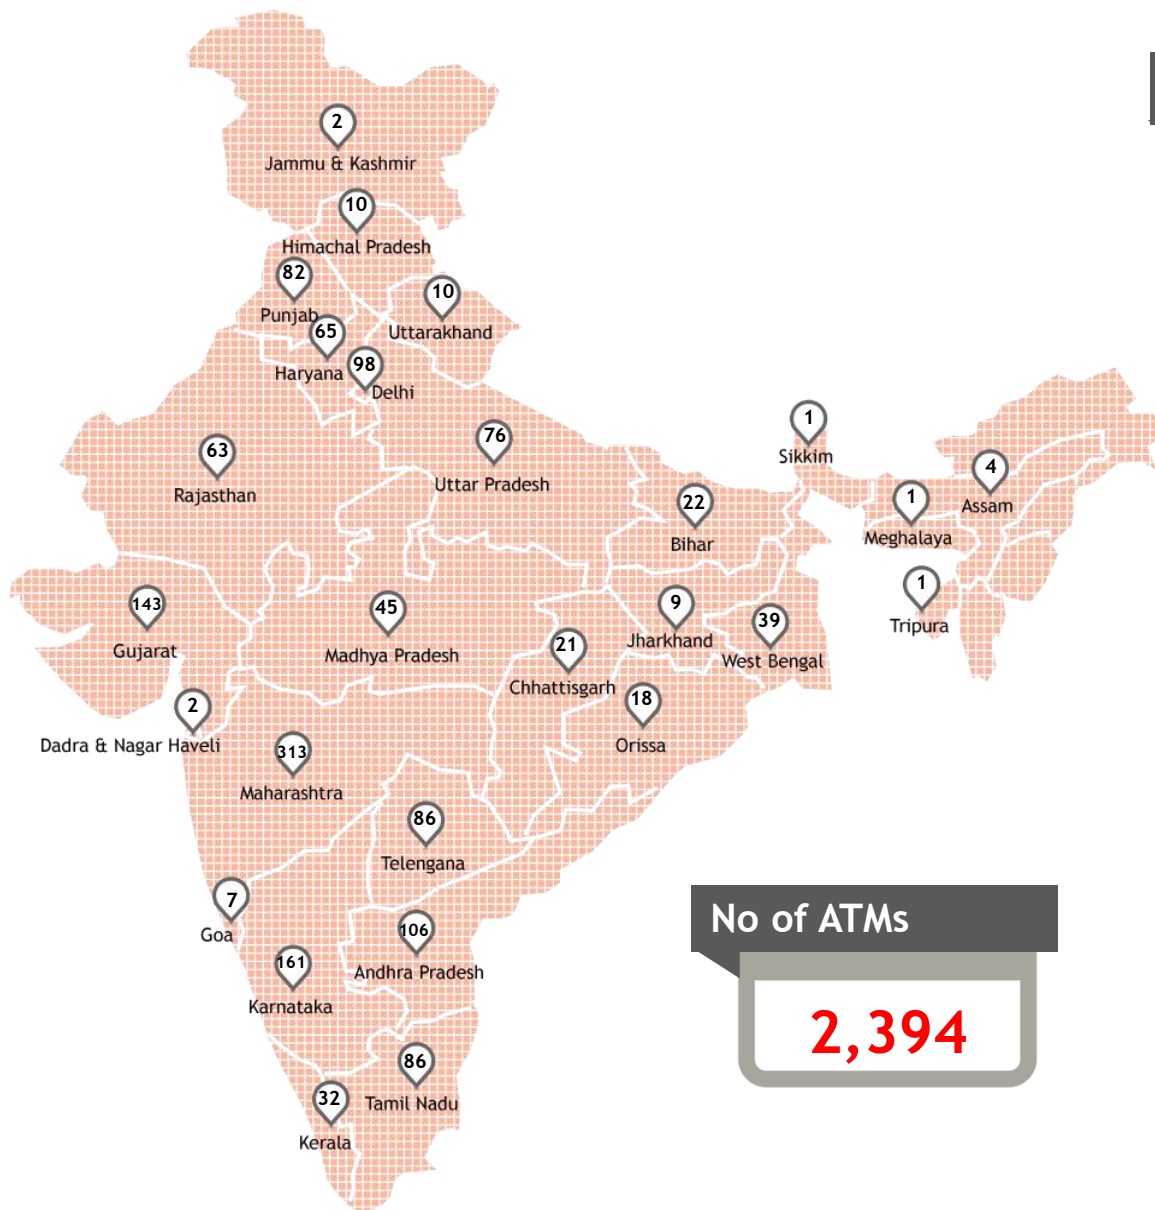 2
Jammu & Kashmir
10
Himachal Pradesh
82
Punjab
10
Uttarakhand
65
Haryana
98
Delhi
63
Rajasthan
76
Uttar Pradesh
1
Sikkim
4
Assam
1
Meghalaya
22
Bihar
1
Tripura
143
Gujarat
45
Madhya Pradesh
9
Jharkhand
39
West Bengal
21
Chhattisgarh
18
Orissa
2
Dadra & Nagar Haveli
313
Maharashtra
86
Telengana
7
Goa
106
Andhra Pradesh
161
Karnataka
86
Tamil Nadu
32
Kerala
No of ATMs
2,394